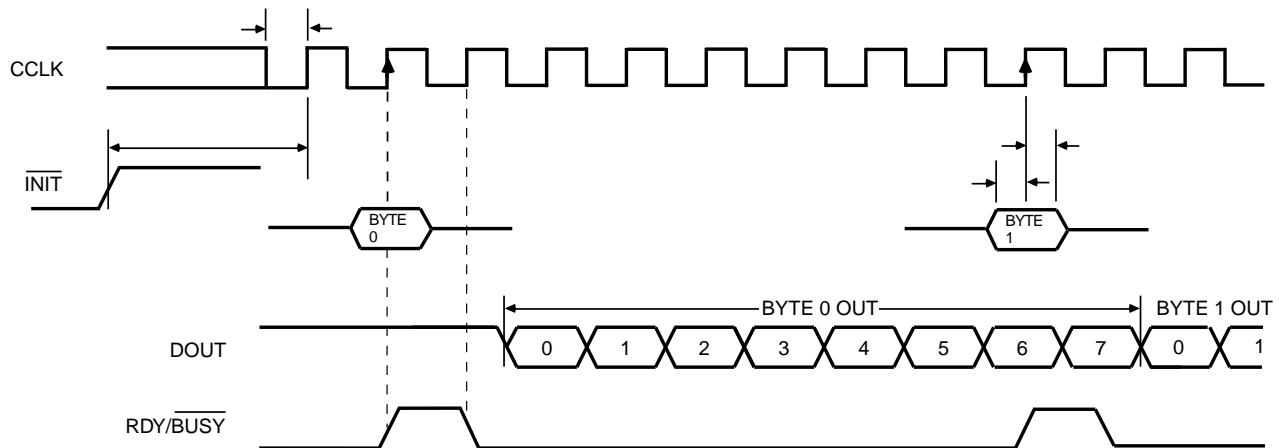 CCLK
INIT
BYTE
0
BYTE
1
BYTE 0 OUT
BYTE 1 OUT
DOUT
0
1
2
3
4
5
6
7
0
1
RDY/BUSY